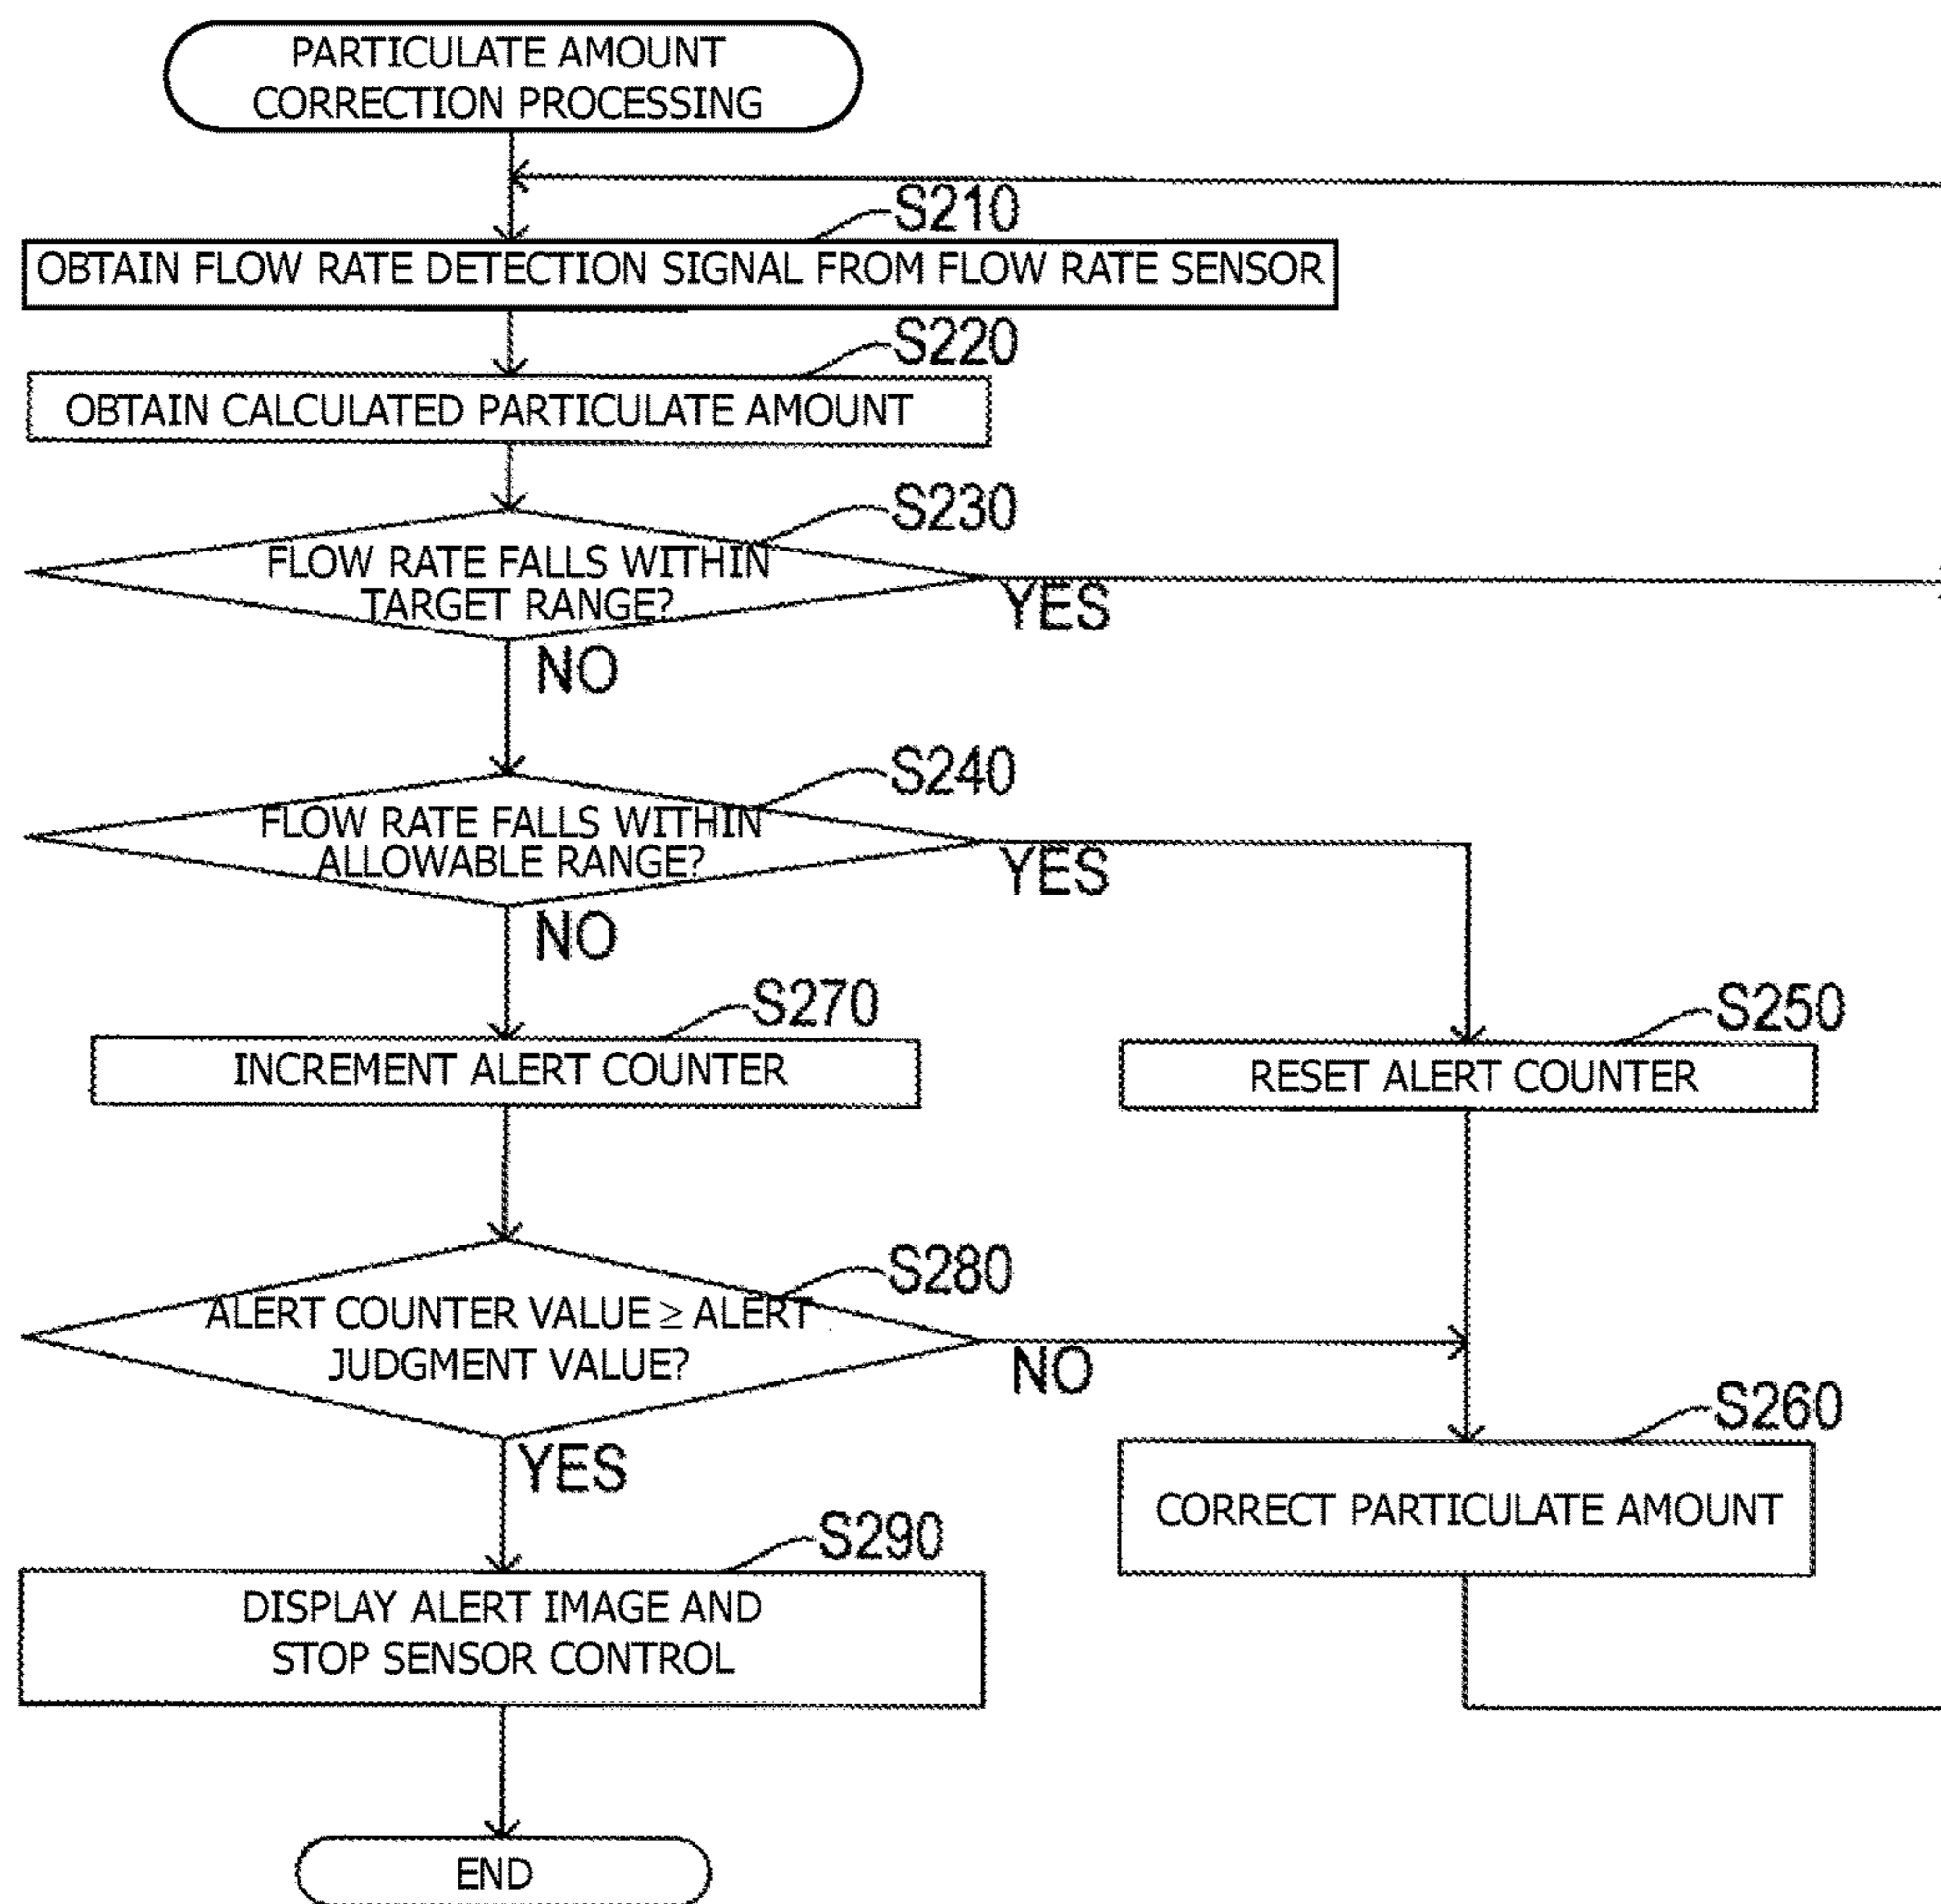 PARTICULATE AMOUNT
CORRECTION PROCESSING
S210
OBTAIN FLOW RATE DETECTION SIGNAL FROM FLOW RATE SENSOR
S220
OBTAIN CALCULATED PARTICULATE AMOUNT
S230
FLOW RATE FALLS WITHIN
TARGET RANGE?
YES
NO
S240
FLOW RATE FALLS WITHIN
ALLOWABLE RANGE?
YES
NO
S270
INCREMENT ALERT COUNTER
S250
RESET ALERT COUNTER
S280
ALERT COUNTER VALUE ≥ ALERT
JUDGMENT VALUE?
NO
YES
S260
CORRECT PARTICULATE AMOUNT
S290
DISPLAY ALERT IMAGE AND
STOP SENSOR CONTROL
END